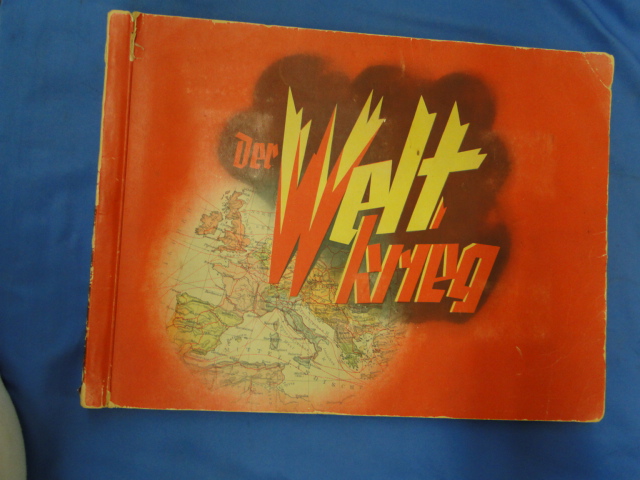 Der
Welt,
krieg